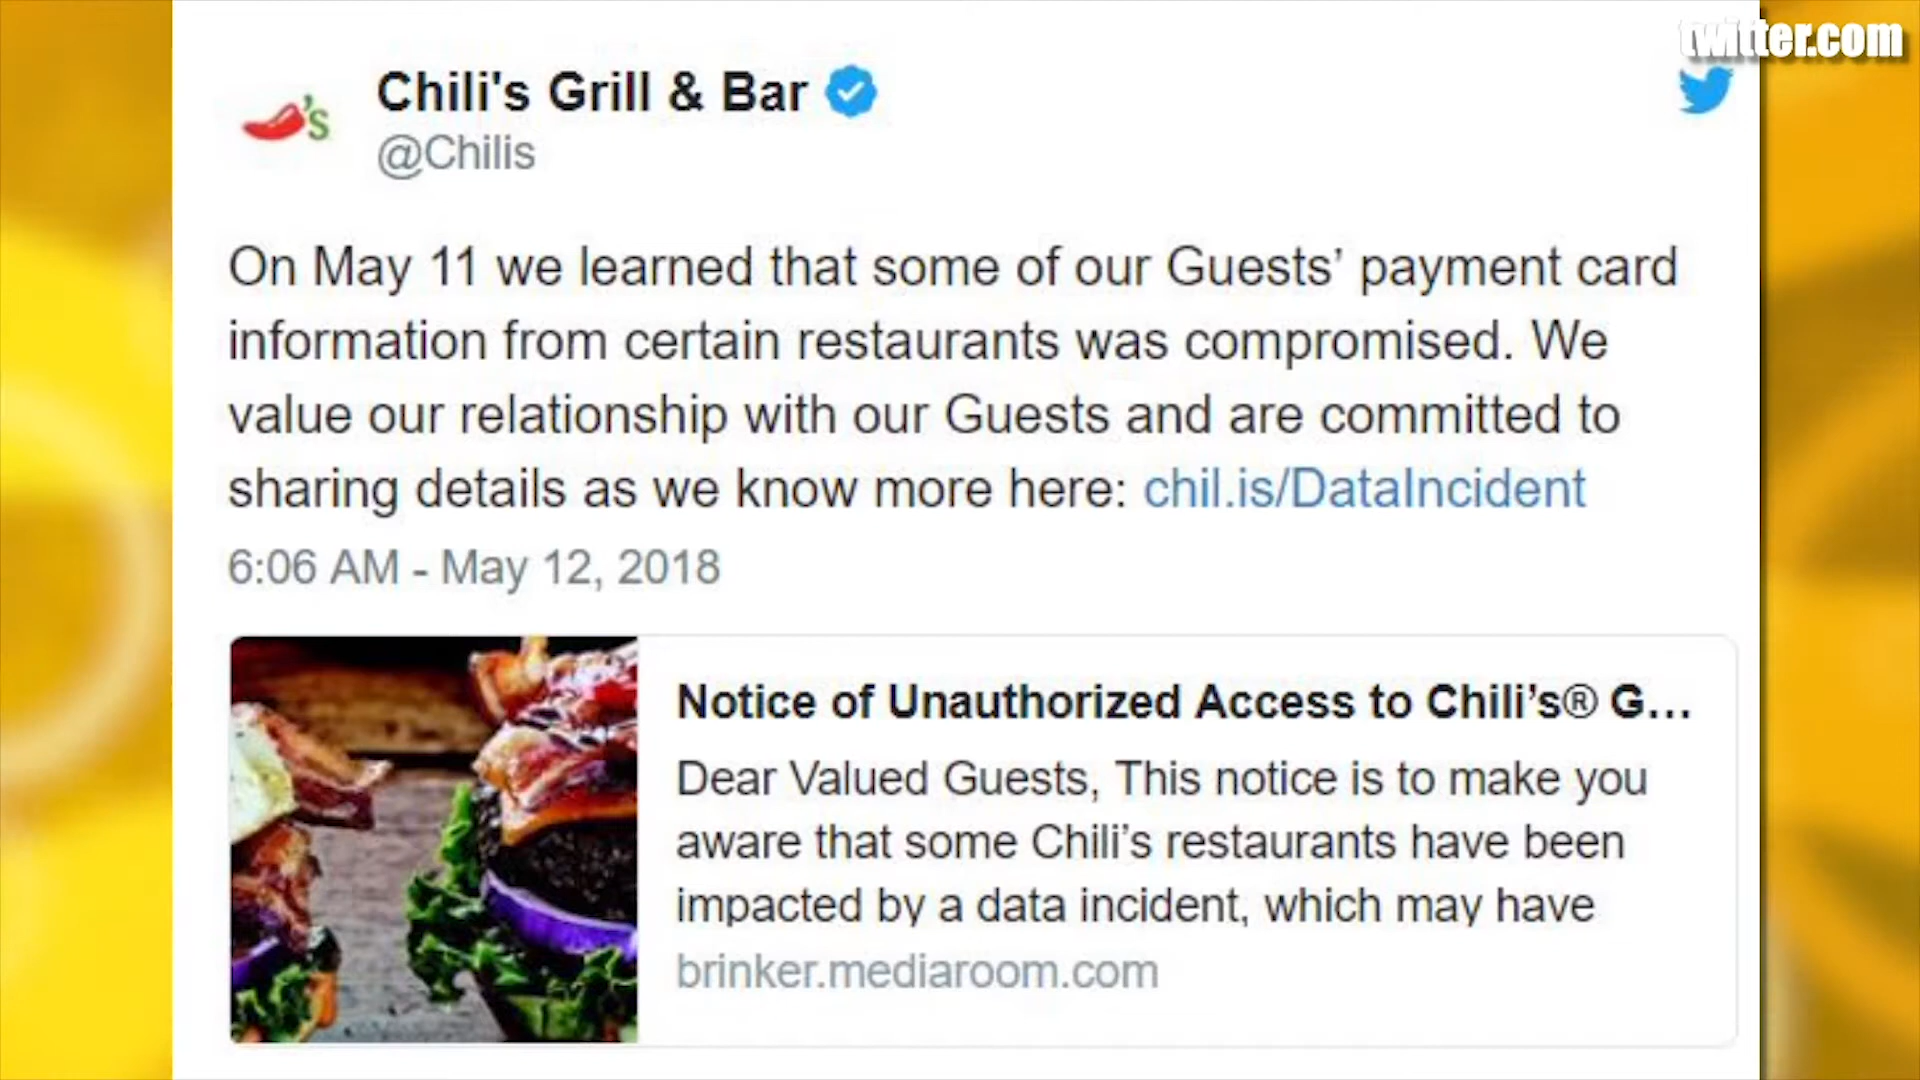 twitter.com
Chili's Grill & Bar
's
@Chilis
On May 11 we learned that some of our Guests’ payment card
information from certain restaurants was compromised. We
value our relationship with our Guests and are committed to
sharing details as we know more here: chil.is/DataIncident
6:06 AM - May 12, 2018
Notice of Unauthorized Access to Chili’s® G...
Dear Valued Guests, This notice is to make you
aware that some Chili’s restaurants have been
impacted by a data incident, which may have
brinker.mediaroom.com